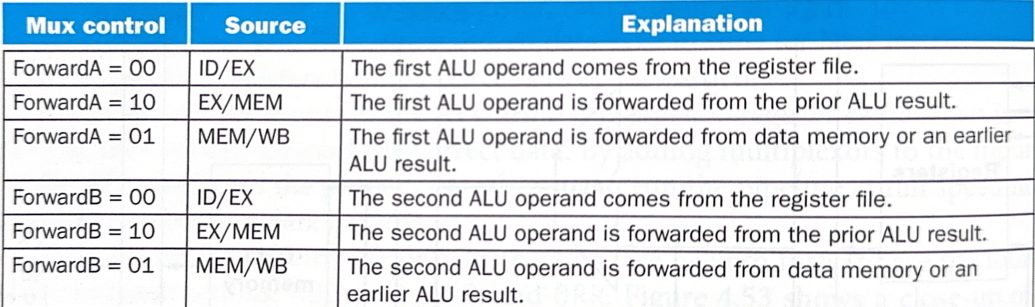 Mux control Source Explanation
ForwardA = 00 ID/EX The first ALU operand comes from the register file.
ForwardA = 10 EX/MEM The first ALU operand is forwarded from the prior ALU result.
ForwardA = 01 MEM/WB The first ALU operand is forwarded from data memory or an earlier
ALU result.
ForwardB = 00 ID/EX The second ALU operand comes from the register file.
ForwardB = 10 EX/MEM The second ALU operand is forwarded from the prior ALU result.
ForwardB = 01 MEM/WB The second ALU operand is forwarded from data memory or an
earlier ALU result.